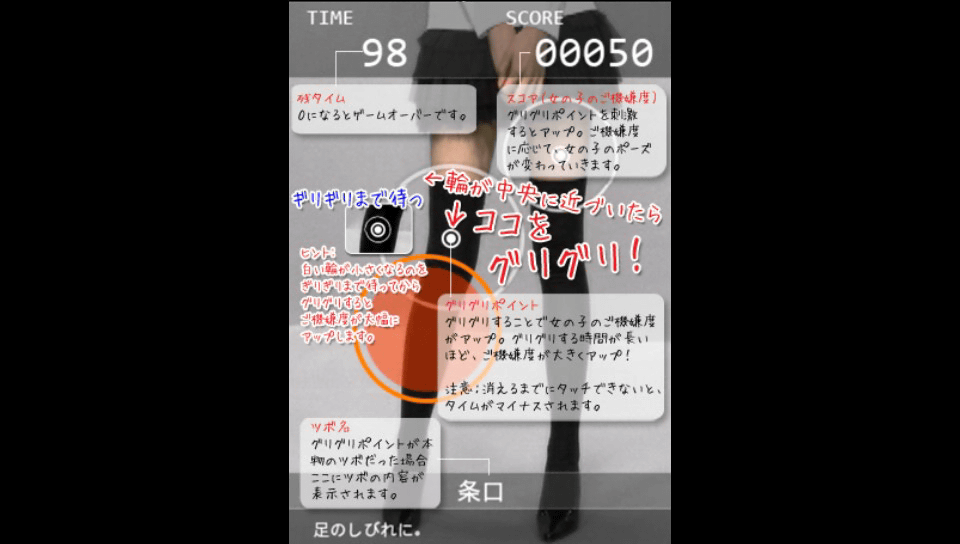 TIME
SCORE
98
00050
残タイム
0になるとゲームオーバーです。
スコア(女の子のご機嫌度)
グリグリポイントを刺激
するとアップ。ご機嫌度
に応じて、女の子のポーズ
が変わっていきます。
←輪が中央に近づいたら
↓ココを
グリグリ!
ギリギリまで待つ
ヒント:
白い輪が小さくなるのを
ぎりぎりまで待ってから
グリグリすると
ご機嫌度が大幅に
アップします。
グリグリポイント
グリグリすることで女の子のご機嫌度
がアップ。グリグリする時間が長い
ほど、ご機嫌度が大きくアップ!
注意;消えるまでにタッチできないと、
タイムがマイナスされます。
ツボ名
グリグリポイントが本
物のツボだった場合
ここにツボの内容が
表示されます。
条口
足のしびれに。